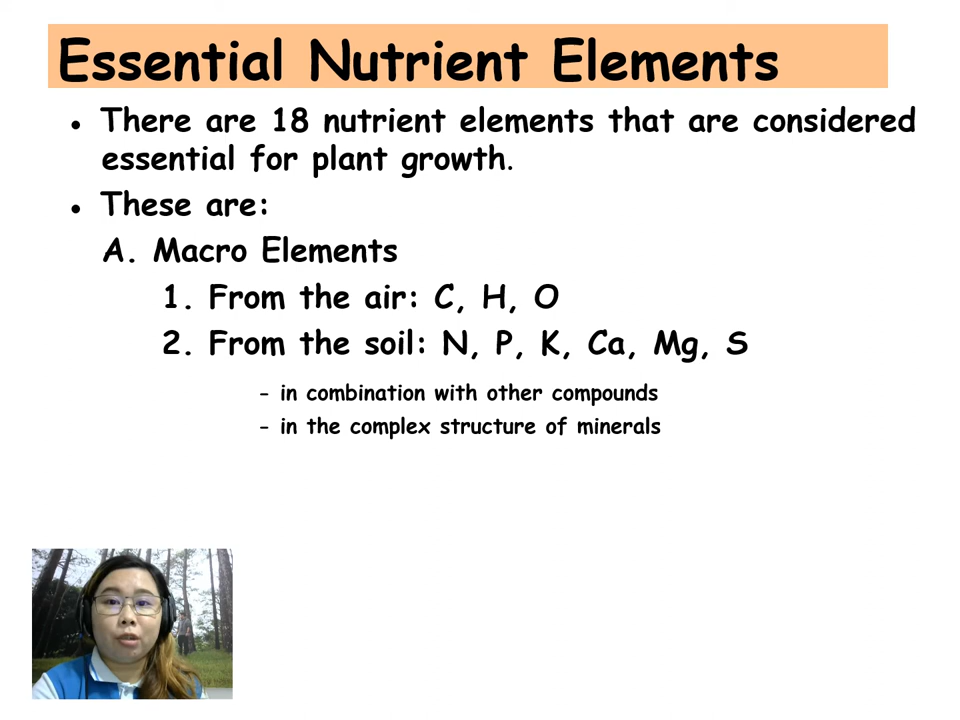 Essential Nutrient Elements
• There are 18 nutrient elements that are considered
essential for plant growth.
• These are:
A. Macro Elements
1. From the air: C, H, O
2. From the soil: N, P, K, Ca, Mg, S
- in combination with other compounds
- in the complex structure of minerals